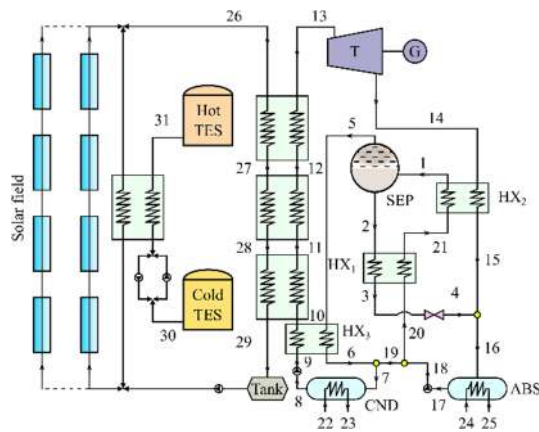 26
13
T
G
31
Hot
TES
5
14
1
12
27
SEP
HX₂
2
21
Solar field
28
11
HX₁
15
3
4
Cold
TES
10
20
30
29
HX₃
9
6
19
16
7
18
Tank
8
CND
17
ABS
22
23
24
25